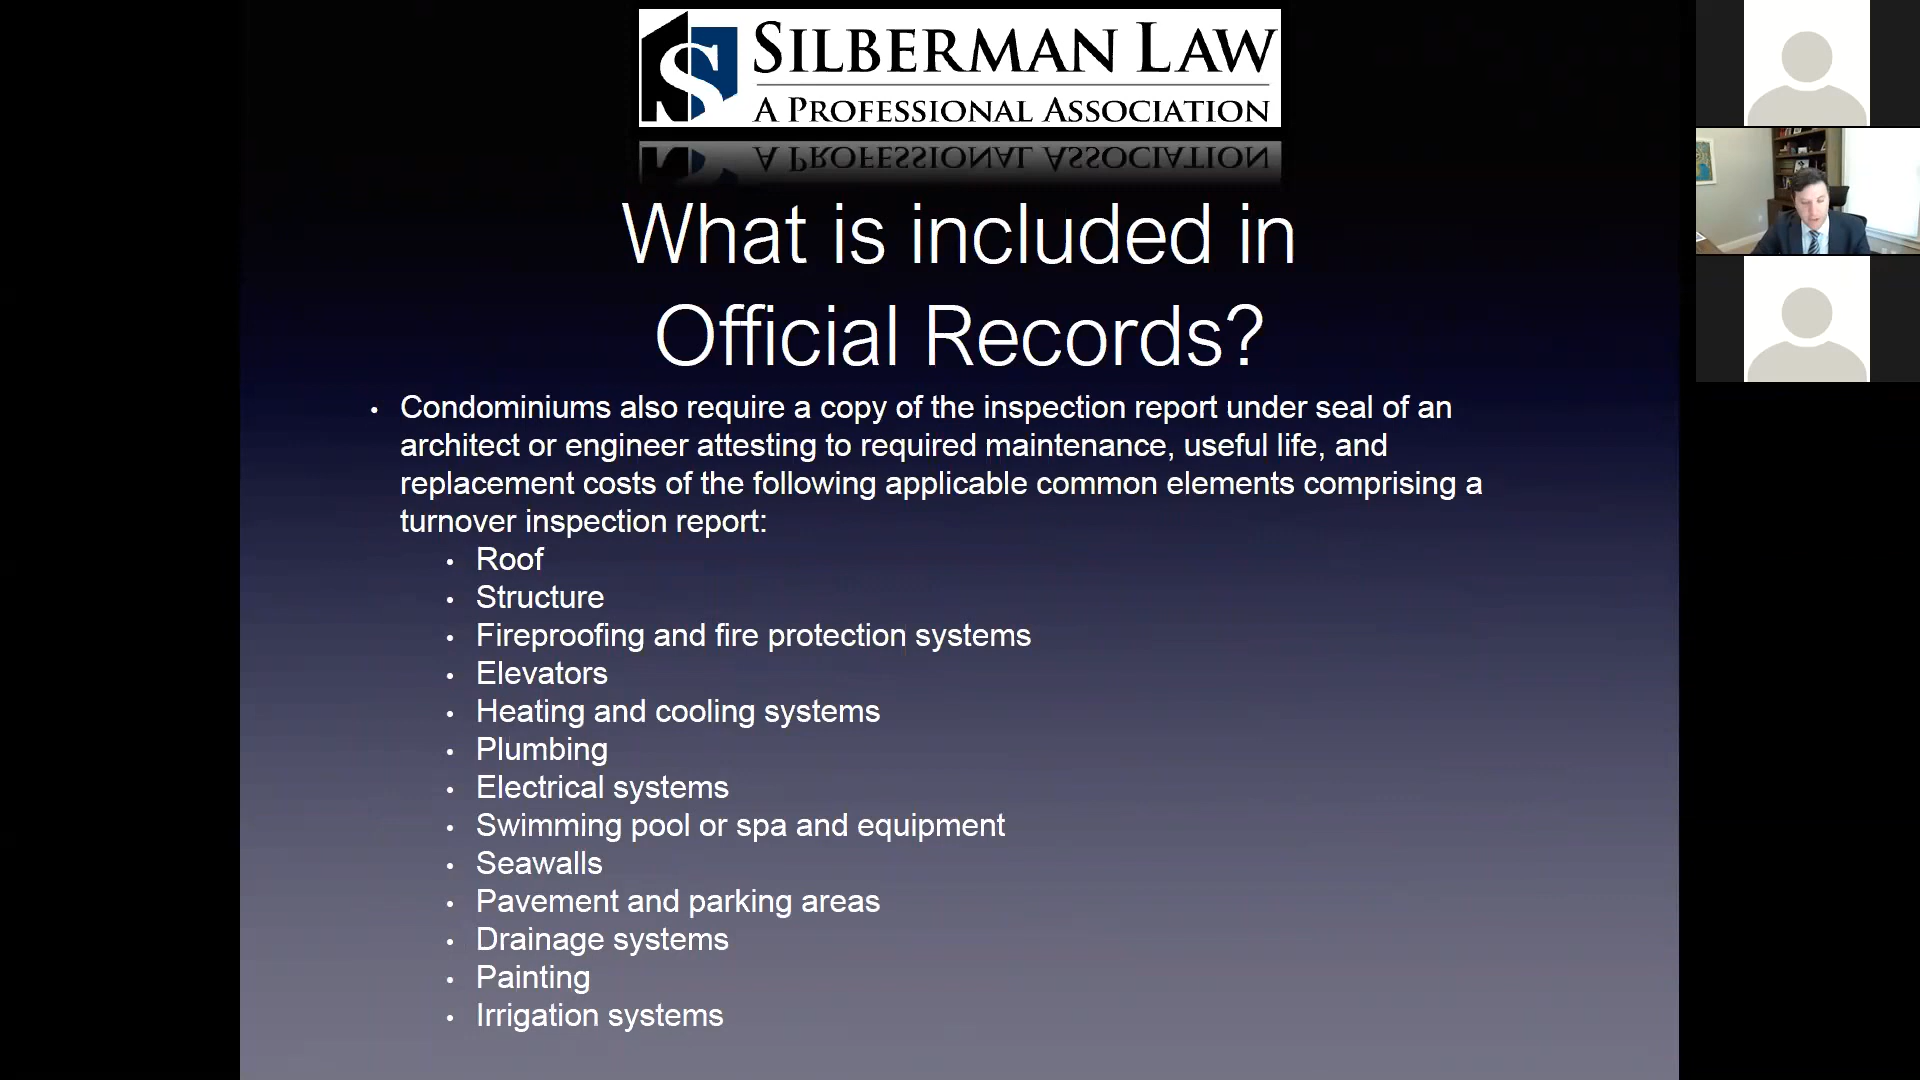 SILBERMAN LAW
A PROFESSIONAL ASSOCIATION
A PROFESSIONAL ASSOCIATION
What is included in
Official Records?
• Condominiums also require a copy of the inspection report under seal of an
architect or engineer attesting to required maintenance, useful life, and
replacement costs of the following applicable common elements comprising a
turnover inspection report:
• Roof
• Structure
• Fireproofing and fire protection systems
• Elevators
• Heating and cooling systems
• Plumbing
• Electrical systems
• Swimming pool or spa and equipment
• Seawalls
• Pavement and parking areas
• Drainage systems
• Painting
• Irrigation systems